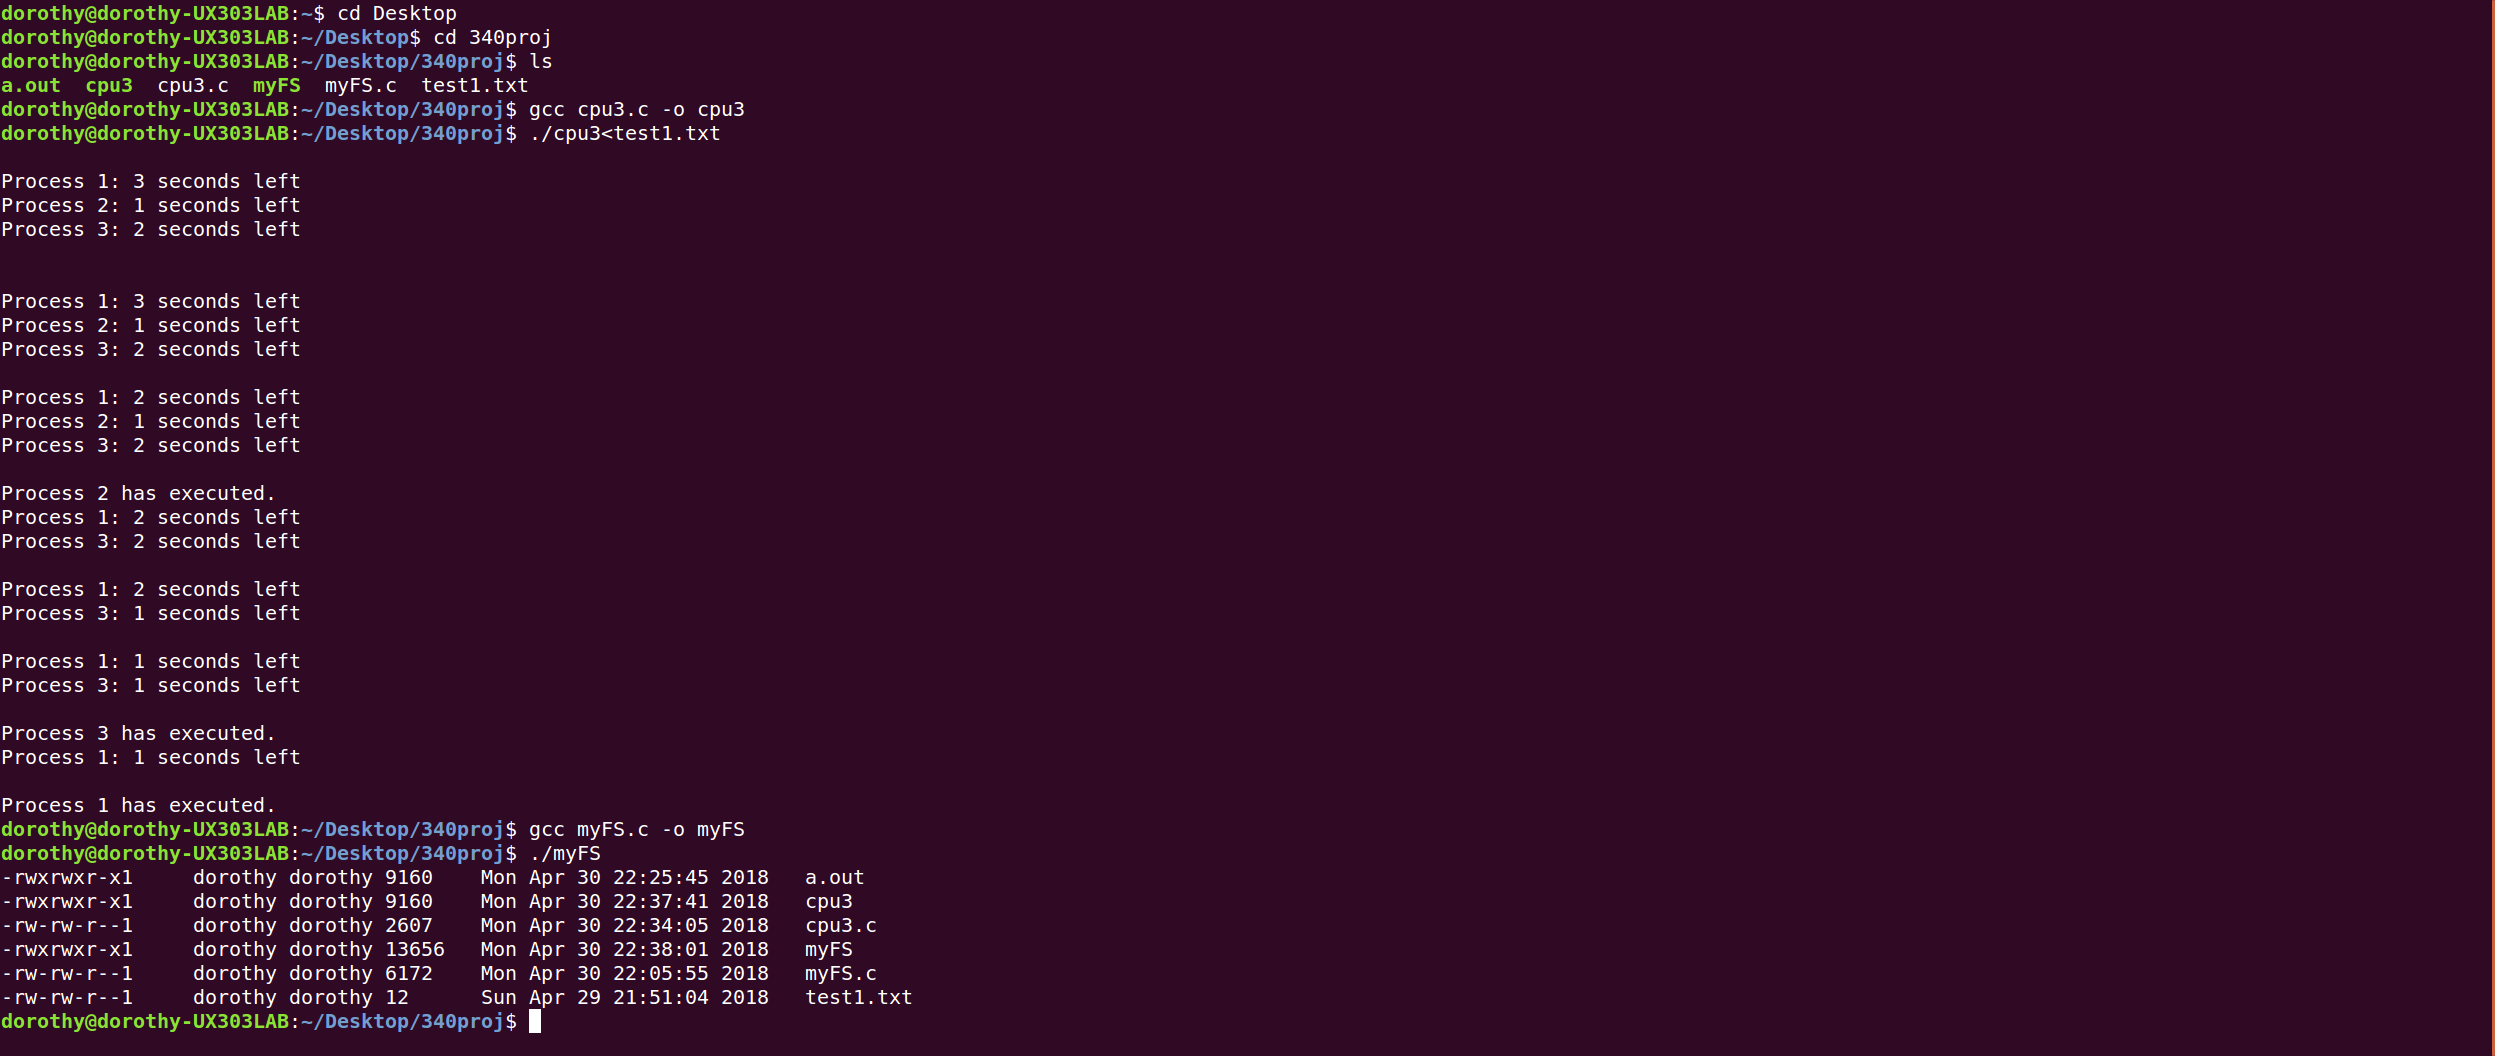 dorothy@dorothy-UX303LAB:~$ cd Desktop
dorothy@dorothy-UX303LAB:~/Desktop$ cd 340proj
dorothy@dorothy-UX303LAB:~/Desktop/340proj$ ls
a.out  cpu3  cpu3.c  myFS  myFS.c  test1.txt
dorothy@dorothy-UX303LAB:~/Desktop/340proj$ gcc cpu3.c -o cpu3
dorothy@dorothy-UX303LAB:~/Desktop/340proj$ ./cpu3<test1.txt
Process 1: 3 seconds left
Process 2: 1 seconds left
Process 3: 2 seconds left
Process 1: 3 seconds left
Process 2: 1 seconds left
Process 3: 2 seconds left
Process 1: 2 seconds left
Process 2: 1 seconds left
Process 3: 2 seconds left
Process 2 has executed.
Process 1: 2 seconds left
Process 3: 2 seconds left
Process 1: 2 seconds left
Process 3: 1 seconds left
Process 1: 1 seconds left
Process 3: 1 seconds left
Process 3 has executed.
Process 1: 1 seconds left
Process 1 has executed.
dorothy@dorothy-UX303LAB:~/Desktop/340proj$ gcc myFS.c -o myFS
dorothy@dorothy-UX303LAB:~/Desktop/340proj$ ./myFS
-rwxrwxr-x1     dorothy dorothy 9160    Mon Apr 30 22:25:45 2018   a.out
-rwxrwxr-x1     dorothy dorothy 9160    Mon Apr 30 22:37:41 2018   cpu3
-rw-rw-r--1     dorothy dorothy 2607    Mon Apr 30 22:34:05 2018   cpu3.c
-rwxrwxr-x1     dorothy dorothy 13656   Mon Apr 30 22:38:01 2018   myFS
-rw-rw-r--1     dorothy dorothy 6172    Mon Apr 30 22:05:55 2018   myFS.c
-rw-rw-r--1     dorothy dorothy 12      Sun Apr 29 21:51:04 2018   test1.txt
dorothy@dorothy-UX303LAB:~/Desktop/340proj$